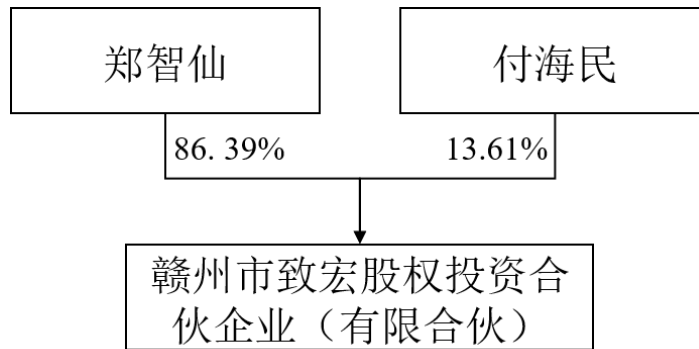 郑智仙
付海民
86. 39%
13.61%
赣州市致宏股权投资合
伙企业（有限合伙）